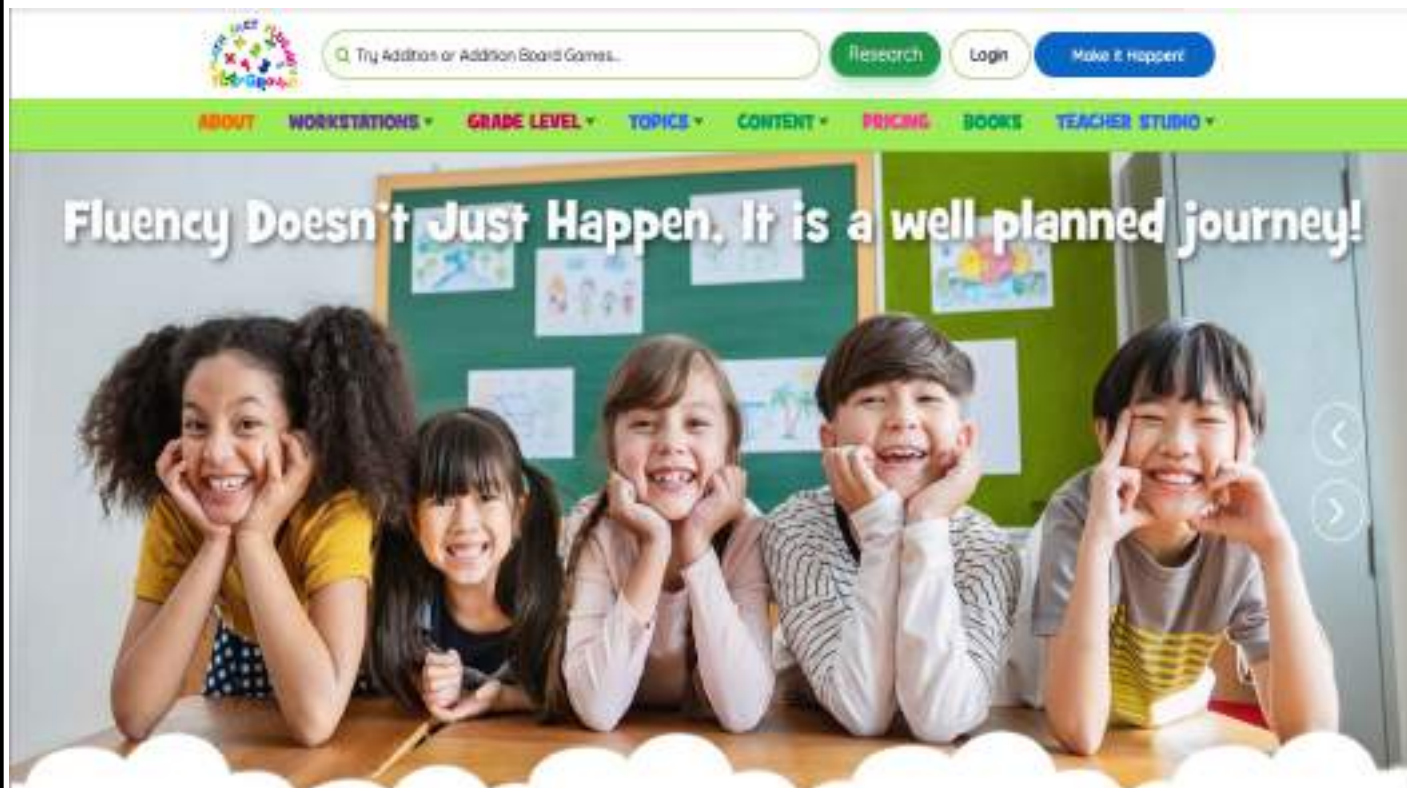 Try Addition or Addition Board Games...
Research
Login
Make it Happen!
ABOUT
WORKSTATIONS
GRADE LEVEL
TOPICS
CONTENT
PRICING
BOOKS
TEACHER STUDIO
Fluency Doesn't Just Happen. It is a well planned journey!